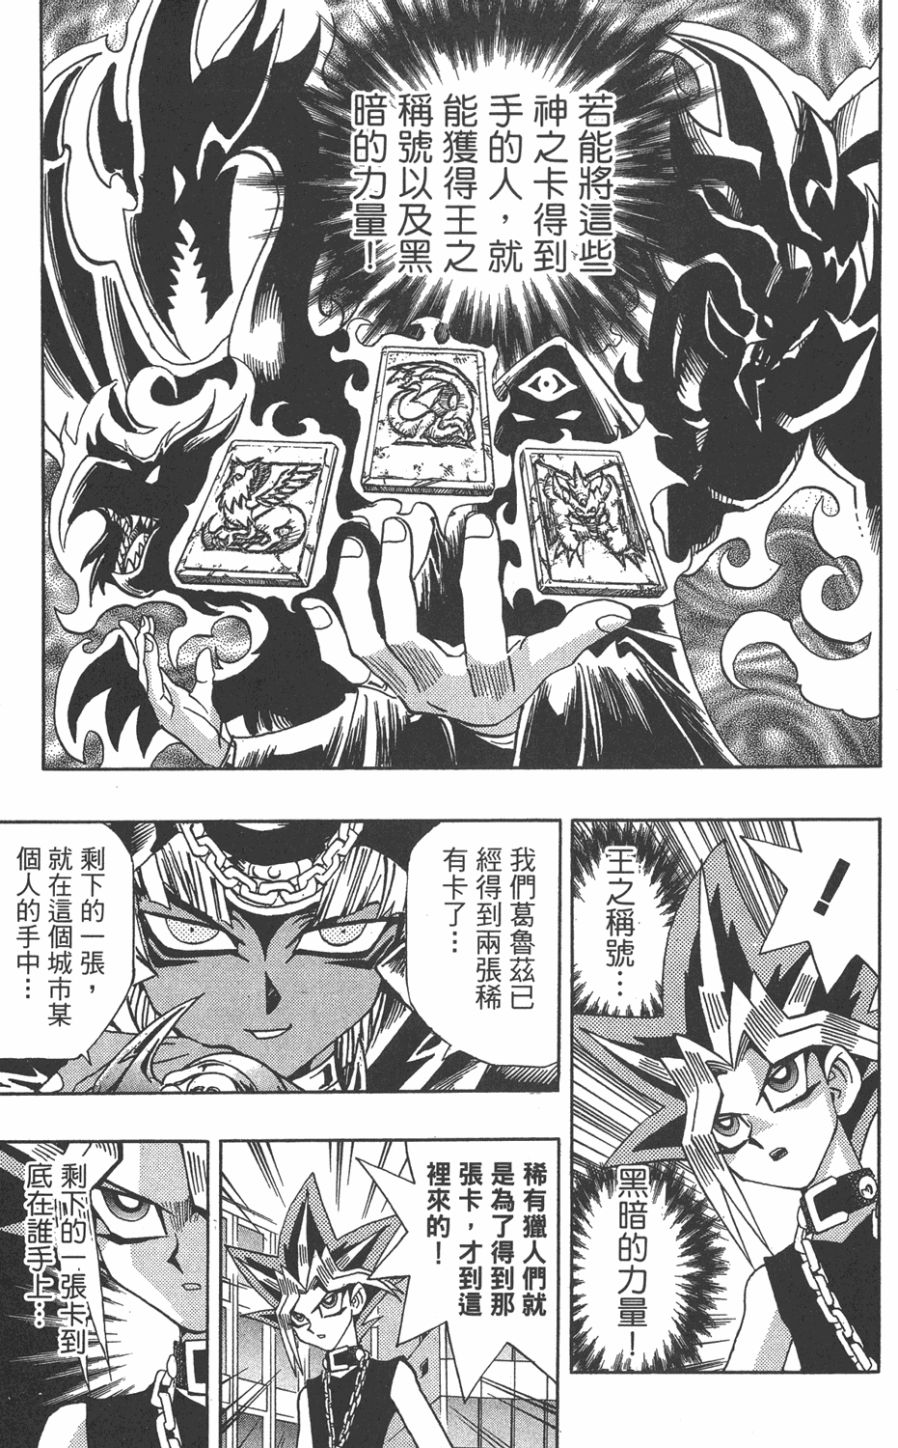 若能將這些
神之卡得到
手的人，就
能獲得王之
稱號以及黑
暗的力量！
！
王之稱號…
黑暗的力量！
我們葛魯茲已
經得到兩張稀
有卡了…
剩下的一張，
就在這個城市某
個人的手中…
稀有獵人們就
是為了得到那
張卡，才到這
裡來的！
剩下的一張卡到
底在誰手上…